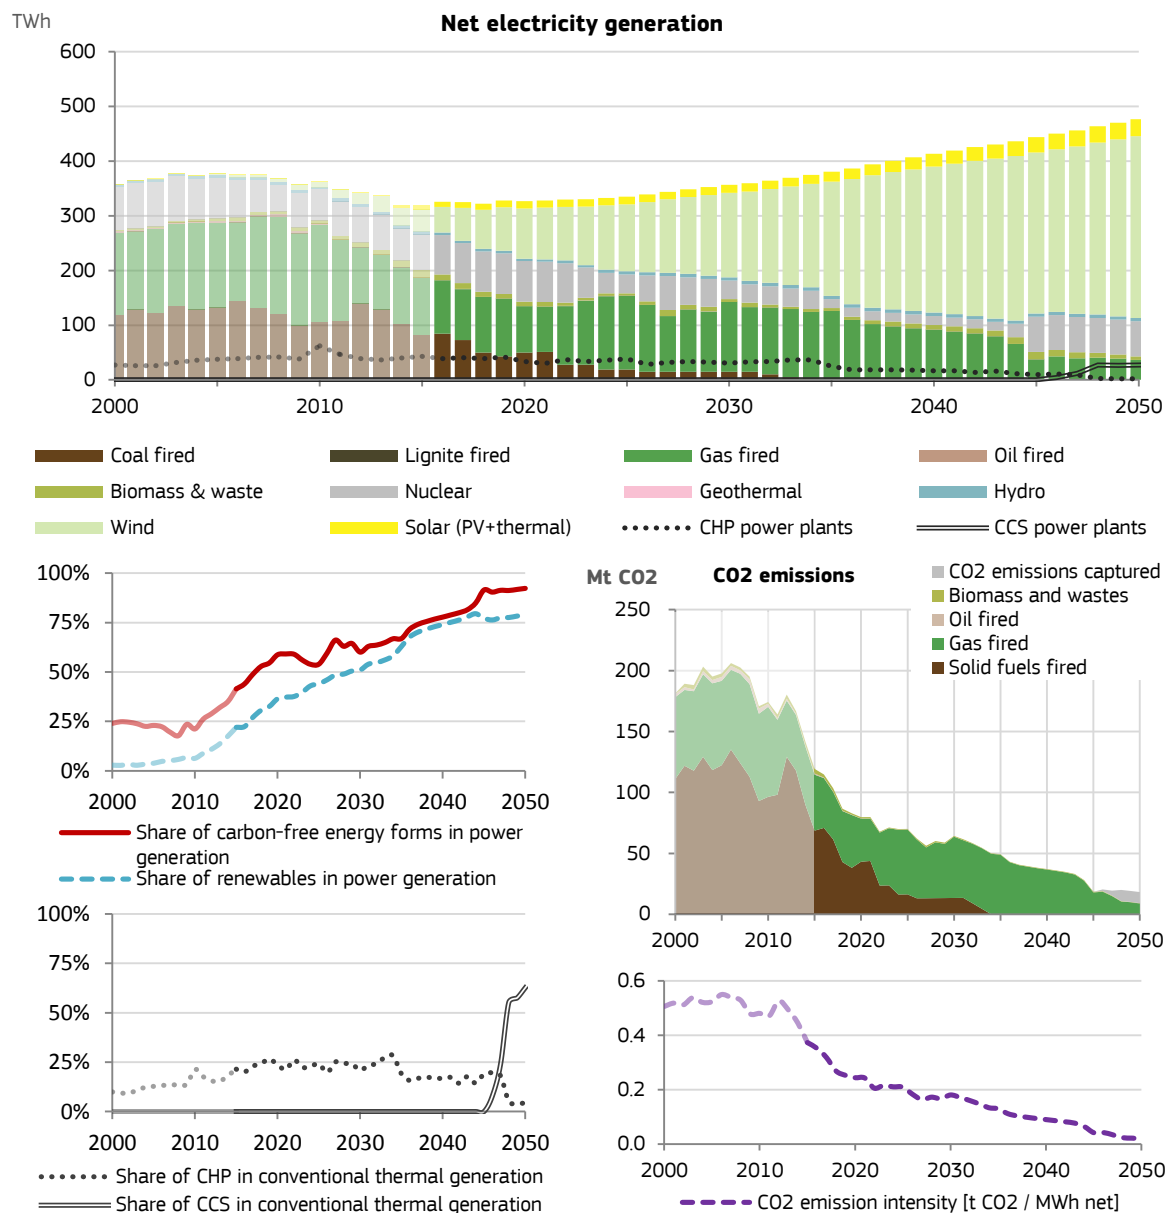 TWh
Net electricity generation
600
500
400
300
200
100
0
2000 2010 2020 2030 2040 2050
Coal fired Lignite fired Gas fired Oil fired
Biomass & waste Nuclear Geothermal Hydro
Wind Solar (PV+thermal) CHP power plants CCS power plants
100%
75%
50%
25%
0%
2000 2010 2020 2030 2040 2050
Share of carbon-free energy forms in power
generation
Share of renewables in power generation
Mt CO2 CO2 emissions
CO2 emissions captured
Biomass and wastes
Oil fired
Gas fired
Solid fuels fired
250
200
150
100
50
0
2000 2010 2020 2030 2040 2050
100%
75%
50%
25%
0%
2000 2010 2020 2030 2040 2050
Share of CHP in conventional thermal generation
Share of CCS in conventional thermal generation
0.6
0.4
0.2
0.0
2000 2010 2020 2030 2040 2050
CO2 emission intensity [t CO2 / MWh net]